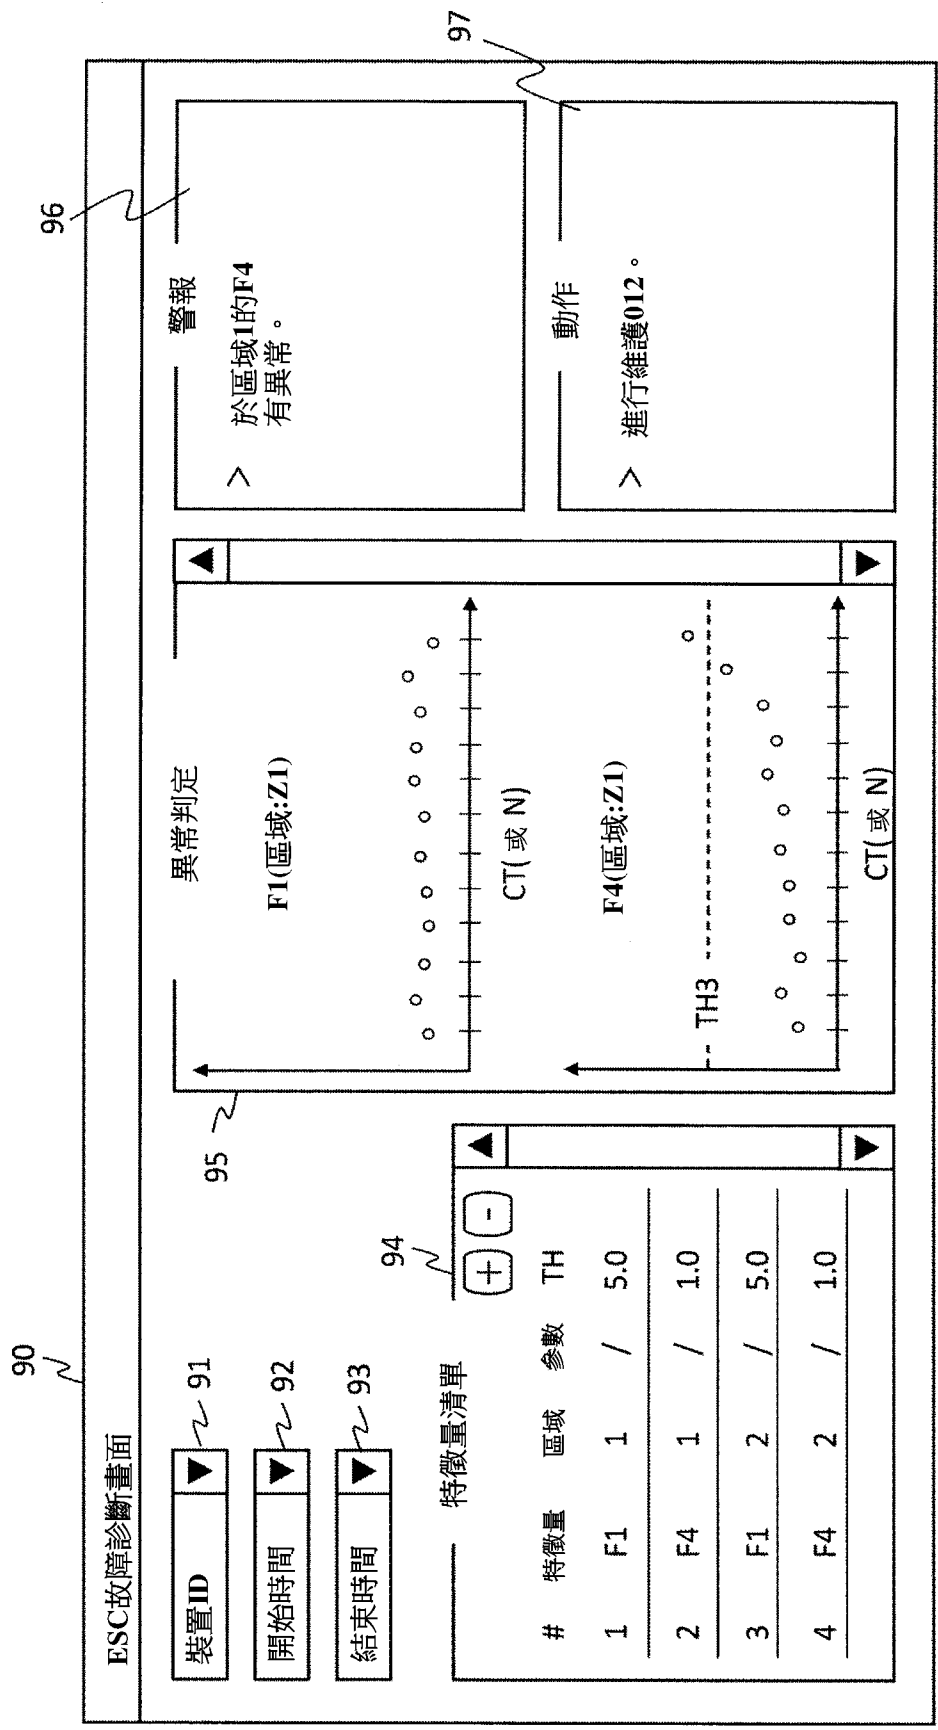 90
ESC故障診斷畫面
裝置ID ▼ 91
開始時間 ▼ 92
結束時間 ▼ 93
特徵量清單
94
+ -
# 特徵量 區域 參數 TH
1 F1 1 / 5.0
2 F4 1 / 1.0
3 F1 2 / 5.0
4 F4 2 / 1.0
95
異常判定
F1(區域:Z1)
CT(或 N)
F4(區域:Z1)
TH3
CT(或 N)
96
警報
> 於區域1的F4
有異常。
97
動作
> 進行維護012。